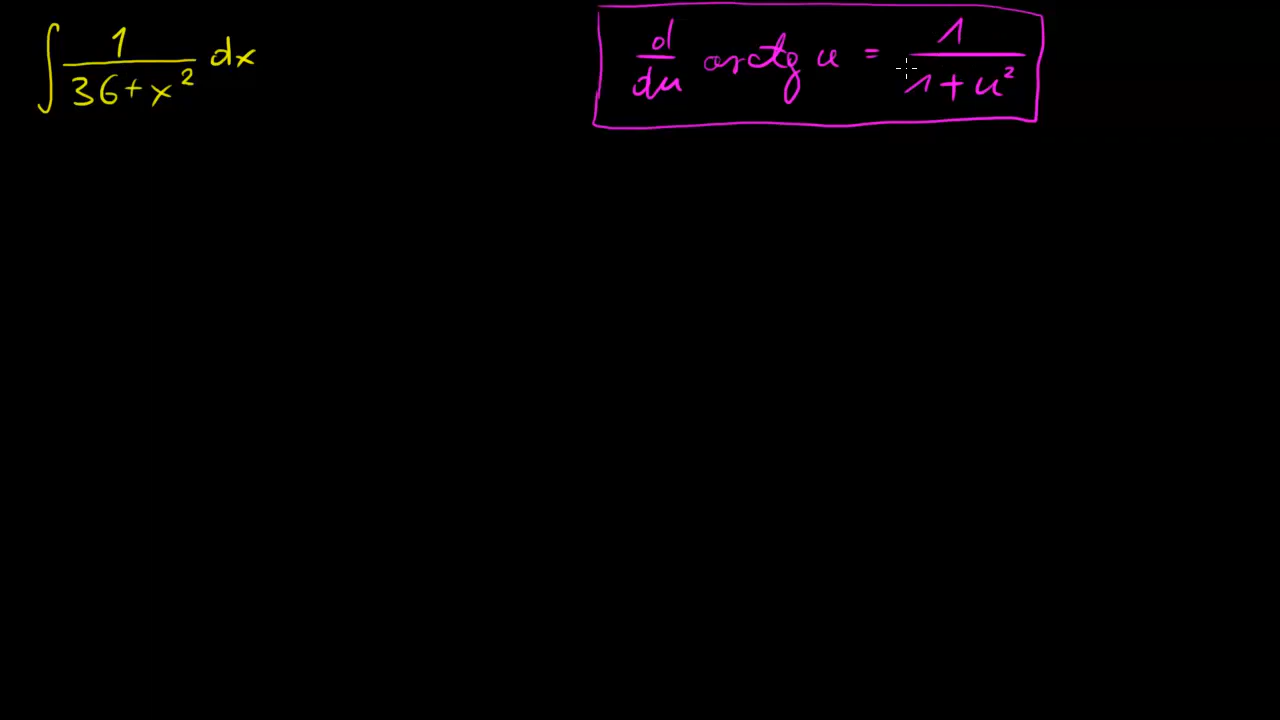 ∫ 1/(36+x²) dx
d/du arctg u = 1/(1+u²)